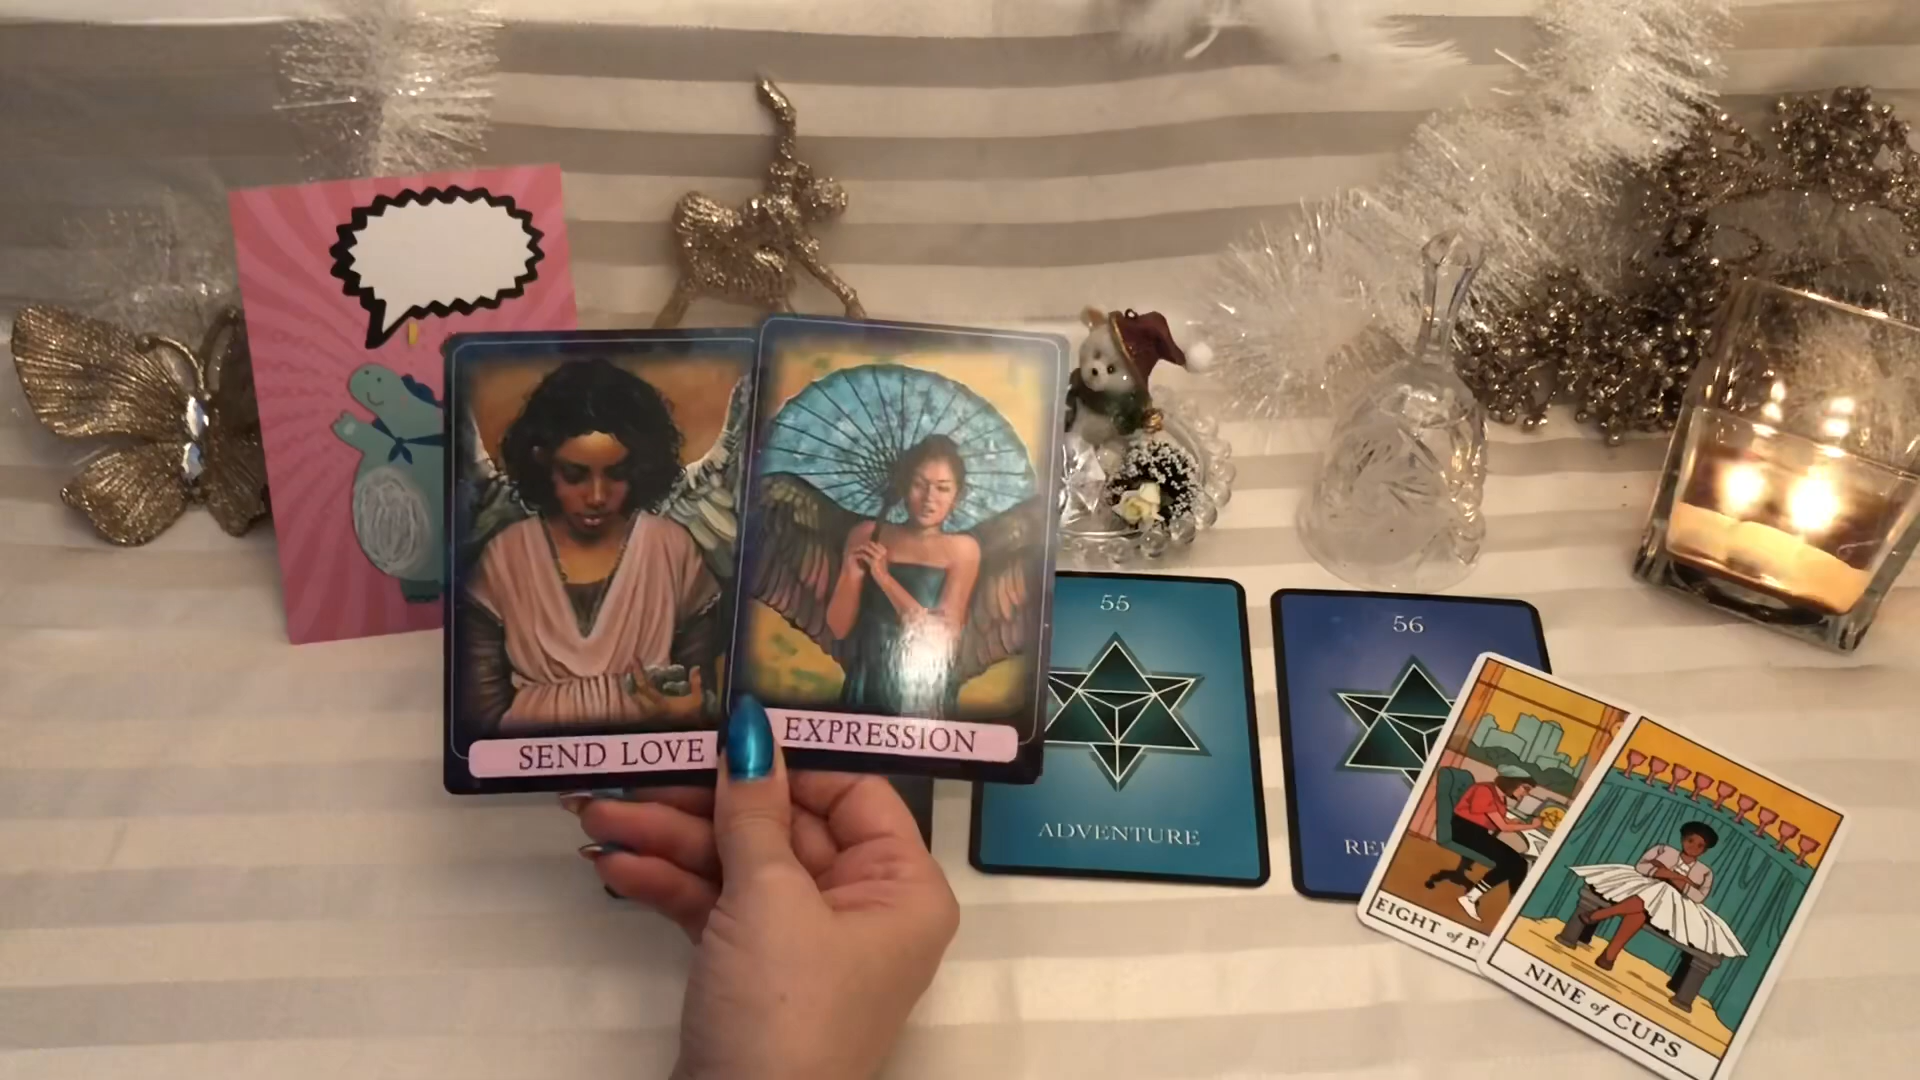 SEND LOVE
EXPRESSION
55
ADVENTURE
56
EIGHT of
NINE of CUPS